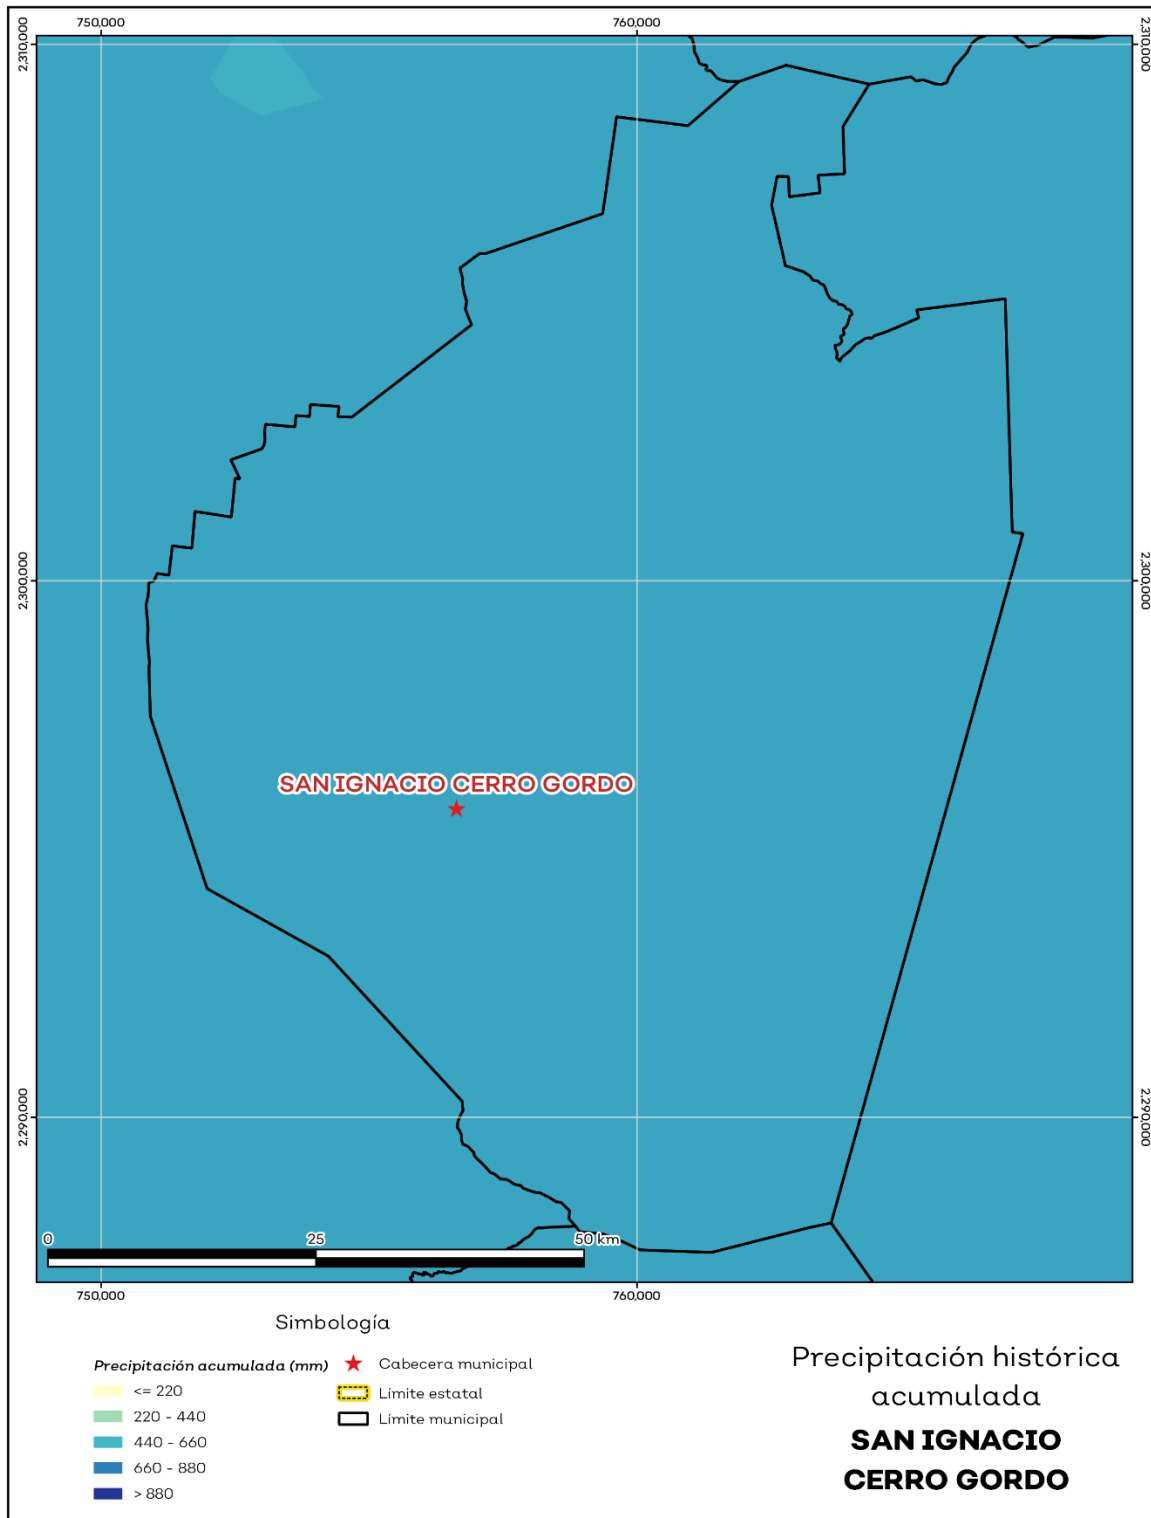 750,000
760,000
2,310,000
2,310,000
2,300,000
2,300,000
SAN IGNACIO CERRO GORDO
2,290,000
2,290,000
0
25
50 km
750,000
760,000
Simbología
Precipitación acumulada (mm)
<= 220
220 - 440
440 - 660
660 - 880
> 880
Cabecera municipal
Límite estatal
Límite municipal
Precipitación histórica
acumulada
SAN IGNACIO
CERRO GORDO